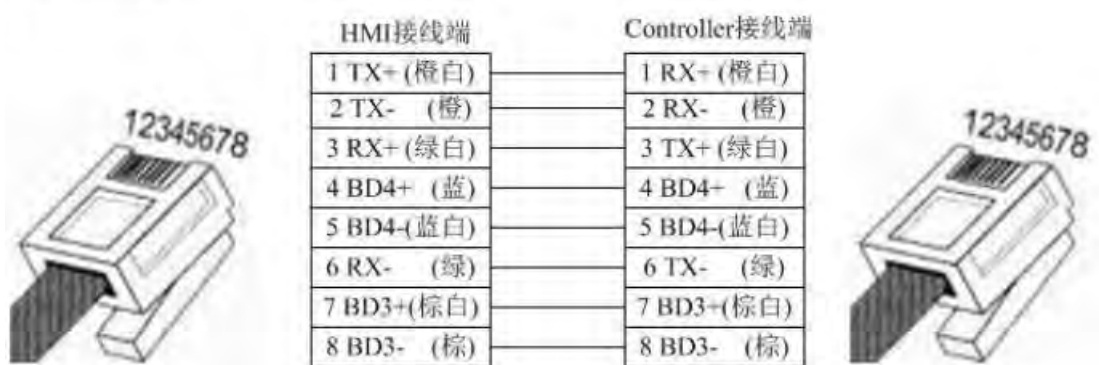 HMI接线端
Controller接线端
1 TX+ (橙白)
1 RX+ (橙白)
2 TX- (橙)
2 RX- (橙)
3 RX+ (绿白)
3 TX+ (绿白)
4 BD4+ (蓝)
4 BD4+ (蓝)
5 BD4-(蓝白)
5 BD4-(蓝白)
6 RX- (绿)
6 TX- (绿)
7 BD3+(棕白)
7 BD3+(棕白)
8 BD3- (棕)
8 BD3- (棕)
12345678
12345678